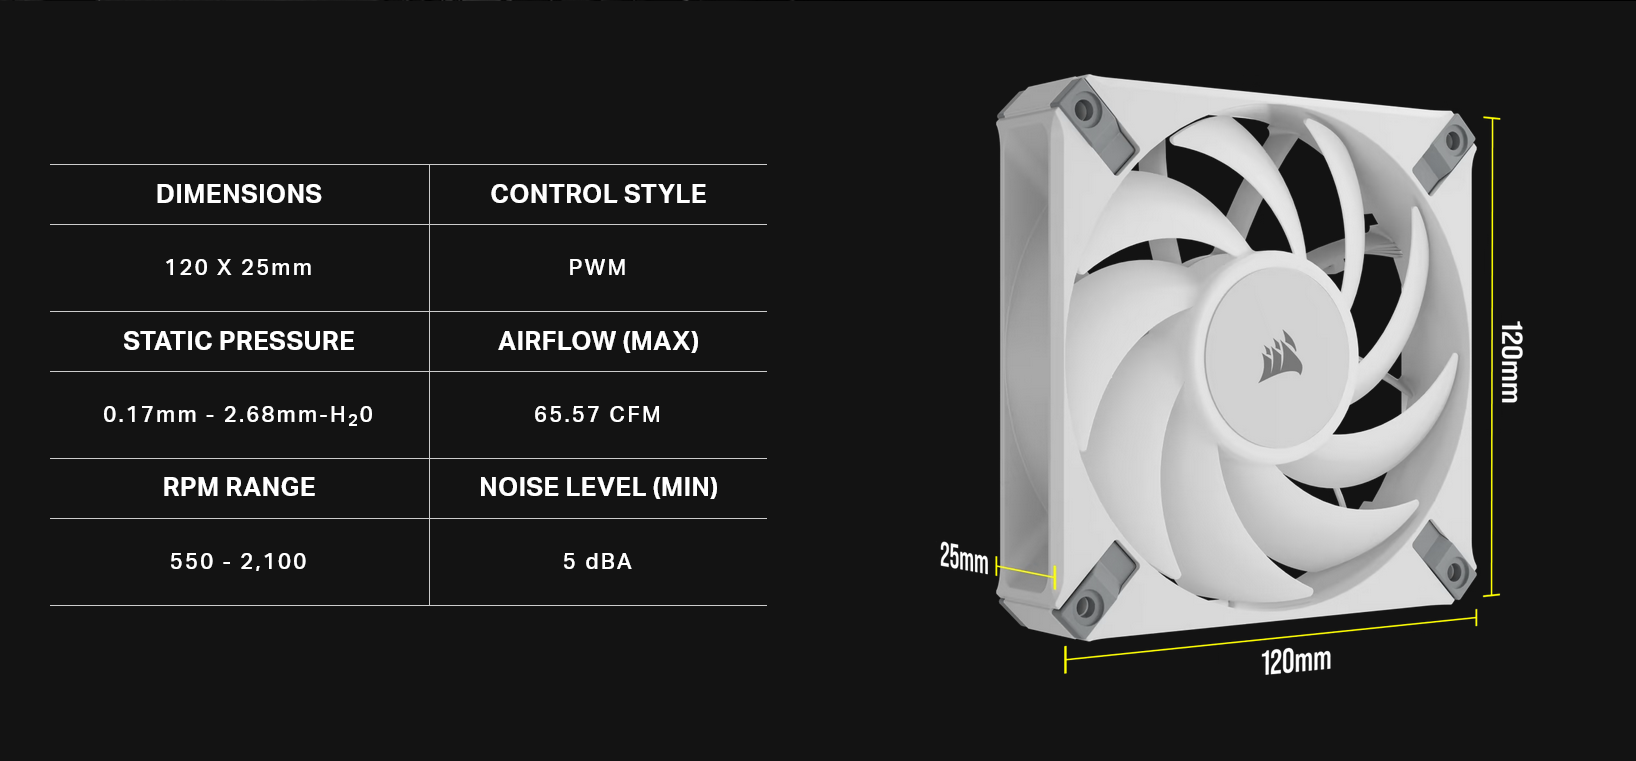 DIMENSIONS
CONTROL STYLE
120 X 25mm
PWM
STATIC PRESSURE
AIRFLOW (MAX)
0.17mm - 2.68mm-H₂0
65.57 CFM
RPM RANGE
NOISE LEVEL (MIN)
550 - 2,100
5 dBA
120mm
25mm
120mm